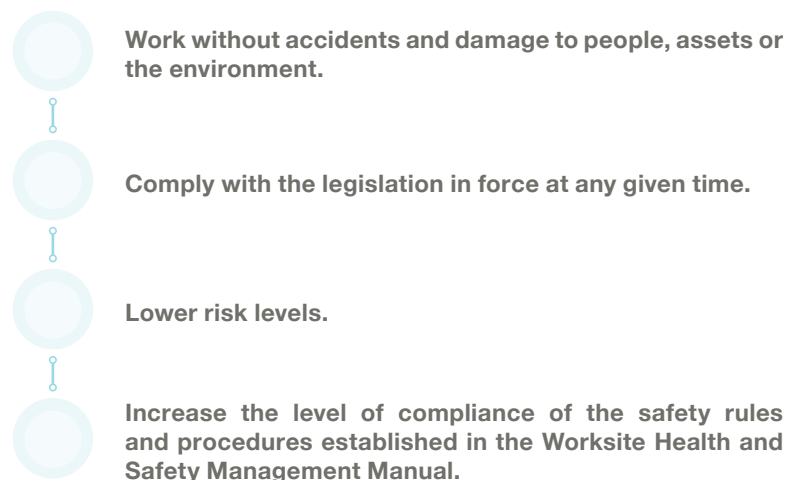 Work without accidents and damage to people, assets or
the environment.
Comply with the legislation in force at any given time.
Lower risk levels.
Increase the level of compliance of the safety rules
and procedures established in the Worksite Health and
Safety Management Manual.